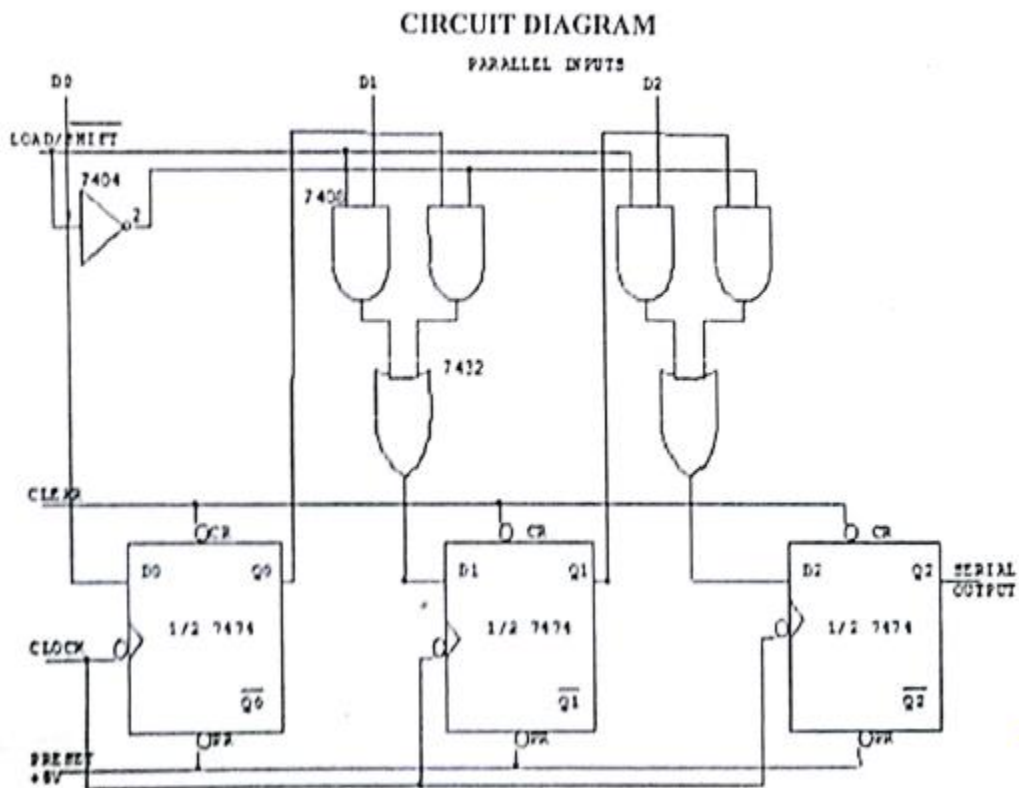 CIRCUIT DIAGRAM
PARALLEL INPUTS
D0 D1 D2
LOAD/SHIFT
7404
1 2
7408
7432
CLEAR
CR CR CR
D0 Q0 D1 Q1 D2 Q2 SERIAL
OUTPUT
1/2 7474 1/2 7474 1/2 7474
CLOCK
Q0 Q1 Q2
PR PR PR
PRESET